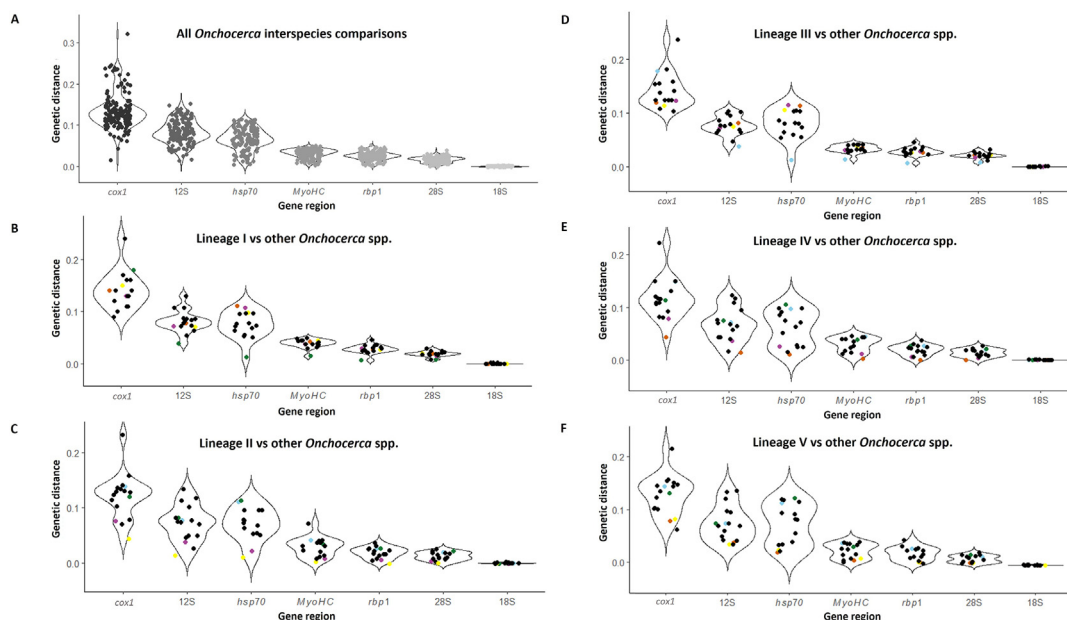 A
All Onchocerca interspecies comparisons
Genetic distance
0.3
0.2
0.1
0.0
cox1 12S hsp70 MyoHC rbp1 28S 18S
Gene region
B
Lineage I vs other Onchocerca spp.
Genetic distance
0.2
0.1
0.0
cox1 12S hsp70 MyoHC rbp1 28S 18S
Gene region
C
Lineage II vs other Onchocerca spp.
Genetic distance
0.2
0.1
0.0
cox1 12S hsp70 MyoHC rbp1 28S 18S
Gene region
D
Lineage III vs other Onchocerca spp.
Genetic distance
0.2
0.1
0.0
cox1 12S hsp70 MyoHC rbp1 28S 18S
Gene region
E
Lineage IV vs other Onchocerca spp.
Genetic distance
0.2
0.1
0.0
cox1 12S hsp70 MyoHC rbp1 28S 18S
Gene region
F
Lineage V vs other Onchocerca spp.
Genetic distance
0.2
0.1
0.0
cox1 12S hsp70 MyoHC rbp1 28S 18S
Gene region